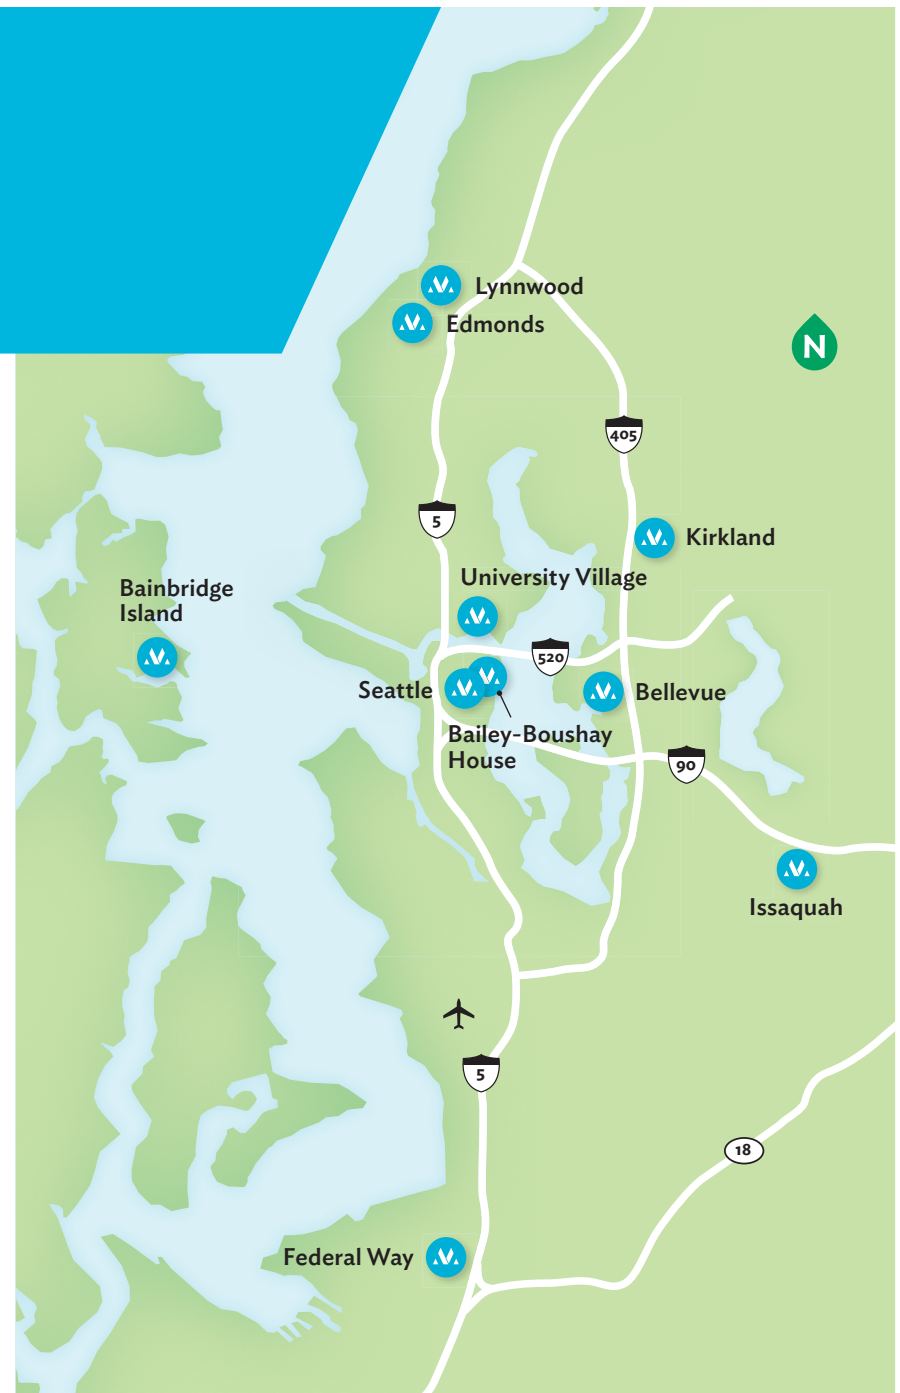 Lynnwood
Edmonds
N
405
5
Kirkland
University Village
Bainbridge
Island
520
Seattle
Bellevue
Bailey-Boushay
House
90
Issaquah
5
18
Federal Way